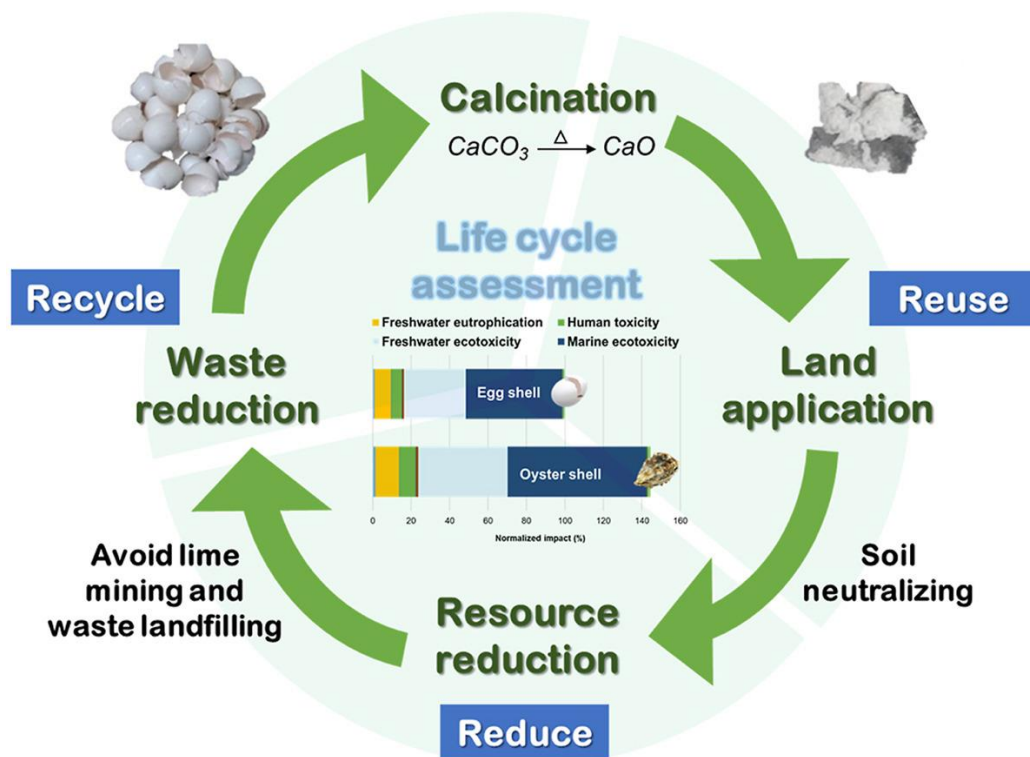 Calcination
CaCO₃ —Δ→ CaO
Life cycle
assessment
Recycle
Reuse
Freshwater eutrophication Human toxicity
Freshwater ecotoxicity Marine ecotoxicity
Waste
reduction
Egg shell
Land
application
Oyster shell
0 20 40 60 80 100 120 140 160
Normalized impact (%)
Avoid lime
mining and
waste landfilling
Soil
neutralizing
Resource
reduction
Reduce